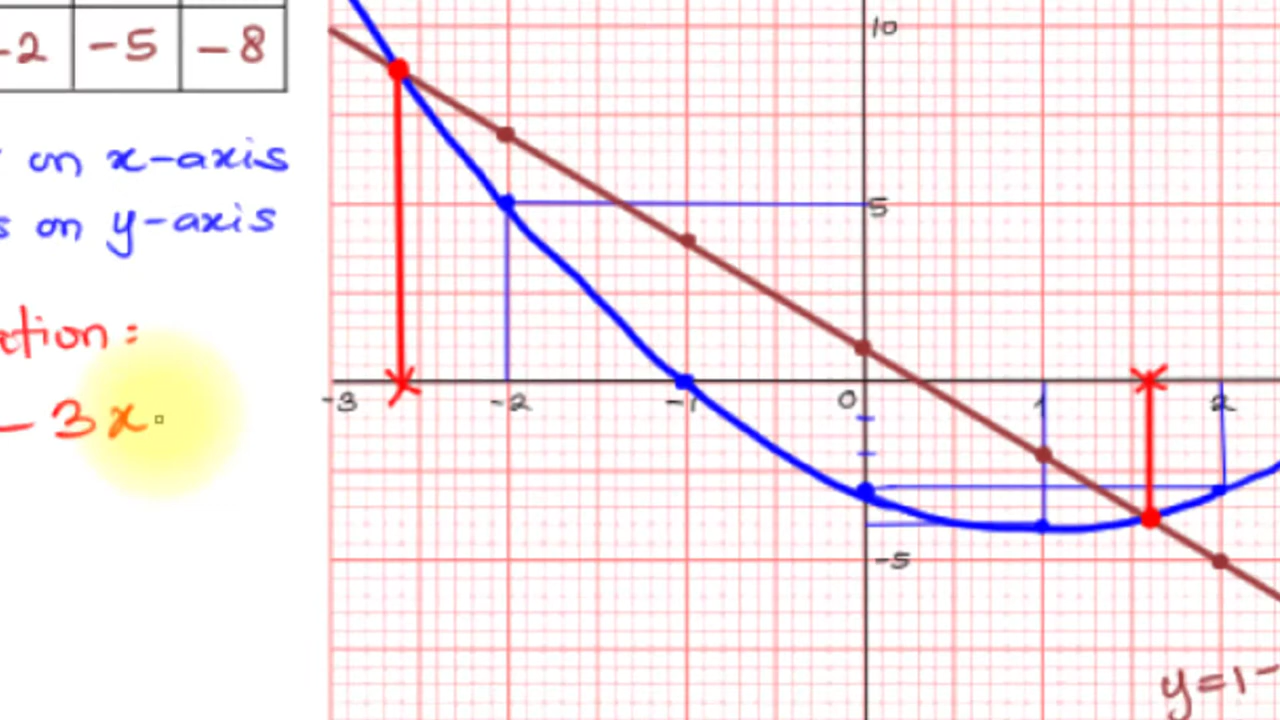 -2 -5 -8
on x-axis
s on y-axis
ation:
- 3x
10
5
-3 -2 -1 0 1 2
-5
y=1-